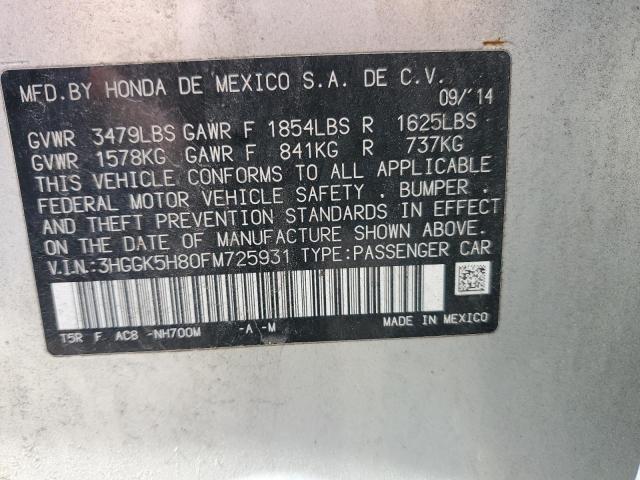 MFD.BY HONDA DE MEXICO S.A. DE C.V.
09/'14
GVWR 3479LBS GAWR F 1854LBS R 1625LBS
GVWR 1578KG GAWR F 841KG R 737KG
THIS VEHICLE CONFORMS TO ALL APPLICABLE
FEDERAL MOTOR VEHICLE SAFETY , BUMPER ,
AND THEFT PREVENTION STANDARDS IN EFFECT
ON THE DATE OF MANUFACTURE SHOWN ABOVE.
V.I.N.:3HGGK5H80FM725931 TYPE:PASSENGER CAR
T5R F AC8 -NH700M -A -M MADE IN MEXICO